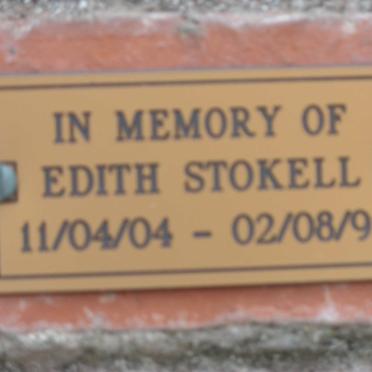 IN MEMORY OF
EDITH STOKELL
11/04/04 - 02/08/9